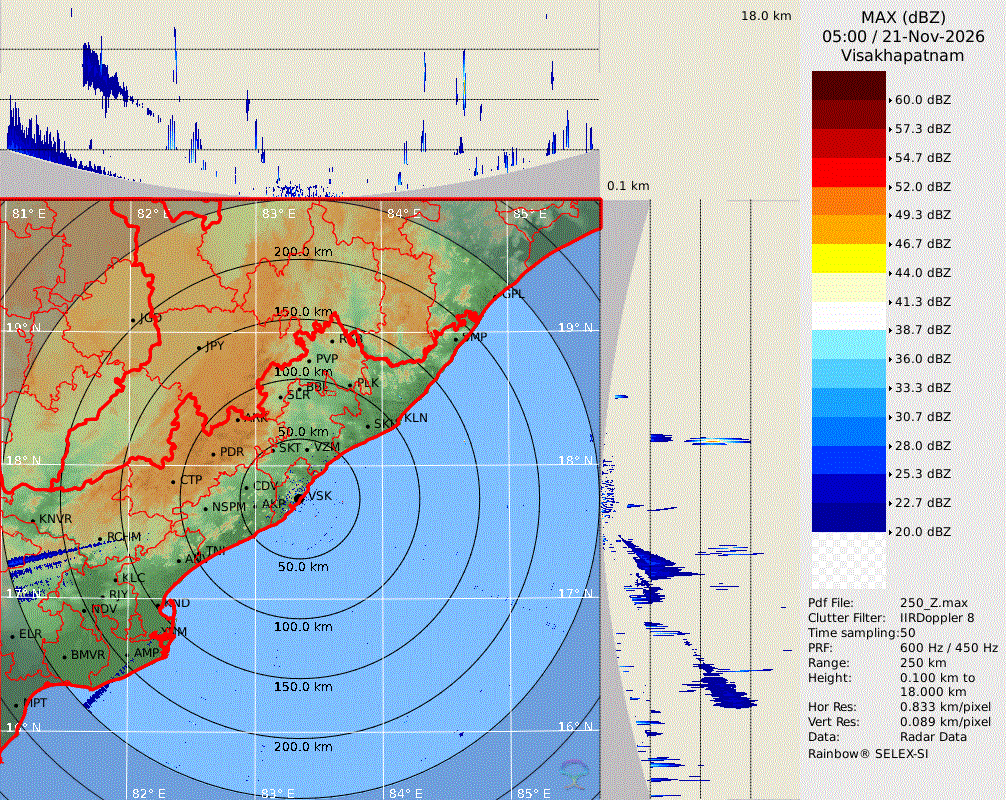 18.0 km
MAX (dBZ)
05:00 / 21-Nov-2026
Visakhapatnam
60.0 dBZ
57.3 dBZ
54.7 dBZ
52.0 dBZ
49.3 dBZ
46.7 dBZ
44.0 dBZ
41.3 dBZ
38.7 dBZ
36.0 dBZ
33.3 dBZ
30.7 dBZ
28.0 dBZ
25.3 dBZ
22.7 dBZ
20.0 dBZ
0.1 km
81° E 82° E 83° E 84° E 85° E
200.0 km
GPL
150.0 km
JGD
19° N 19° N
JPY
SMP
PVP
100.0 km
PLK
SLR
KLN
50.0 km
SKT VZM
PDR
18° N 18° N
CTP
CDV
VSK
NSPM AKP
KNVR
RCHM
TNI
50.0 km
KLC
RJY
17° N 17° N
KND
NDV
100.0 km
ELR
BMVR AMP
150.0 km
MPT
16° N 16° N
200.0 km
82° E 83° E 84° E 85° E
Pdf File: 250_Z.max
Clutter Filter: IIRDoppler 8
Time sampling:50
PRF: 600 Hz / 450 Hz
Range: 250 km
Height: 0.100 km to
18.000 km
Hor Res: 0.833 km/pixel
Vert Res: 0.089 km/pixel
Data: Radar Data
Rainbow® SELEX-SI